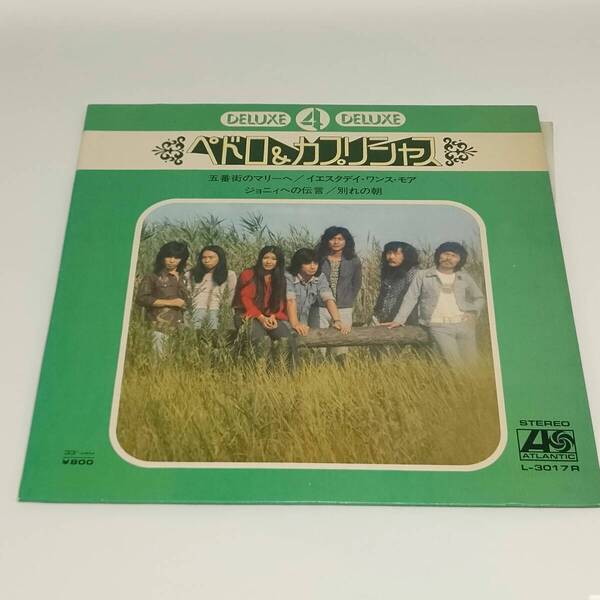 DELUXE 4 DELUXE
ペドロ&カプリシャス
五番街のマリーへ/イエスタデイ・ワンス・モア
ジョニィへの伝言/別れの朝
STEREO
ATLANTIC
L-3017R
¥800